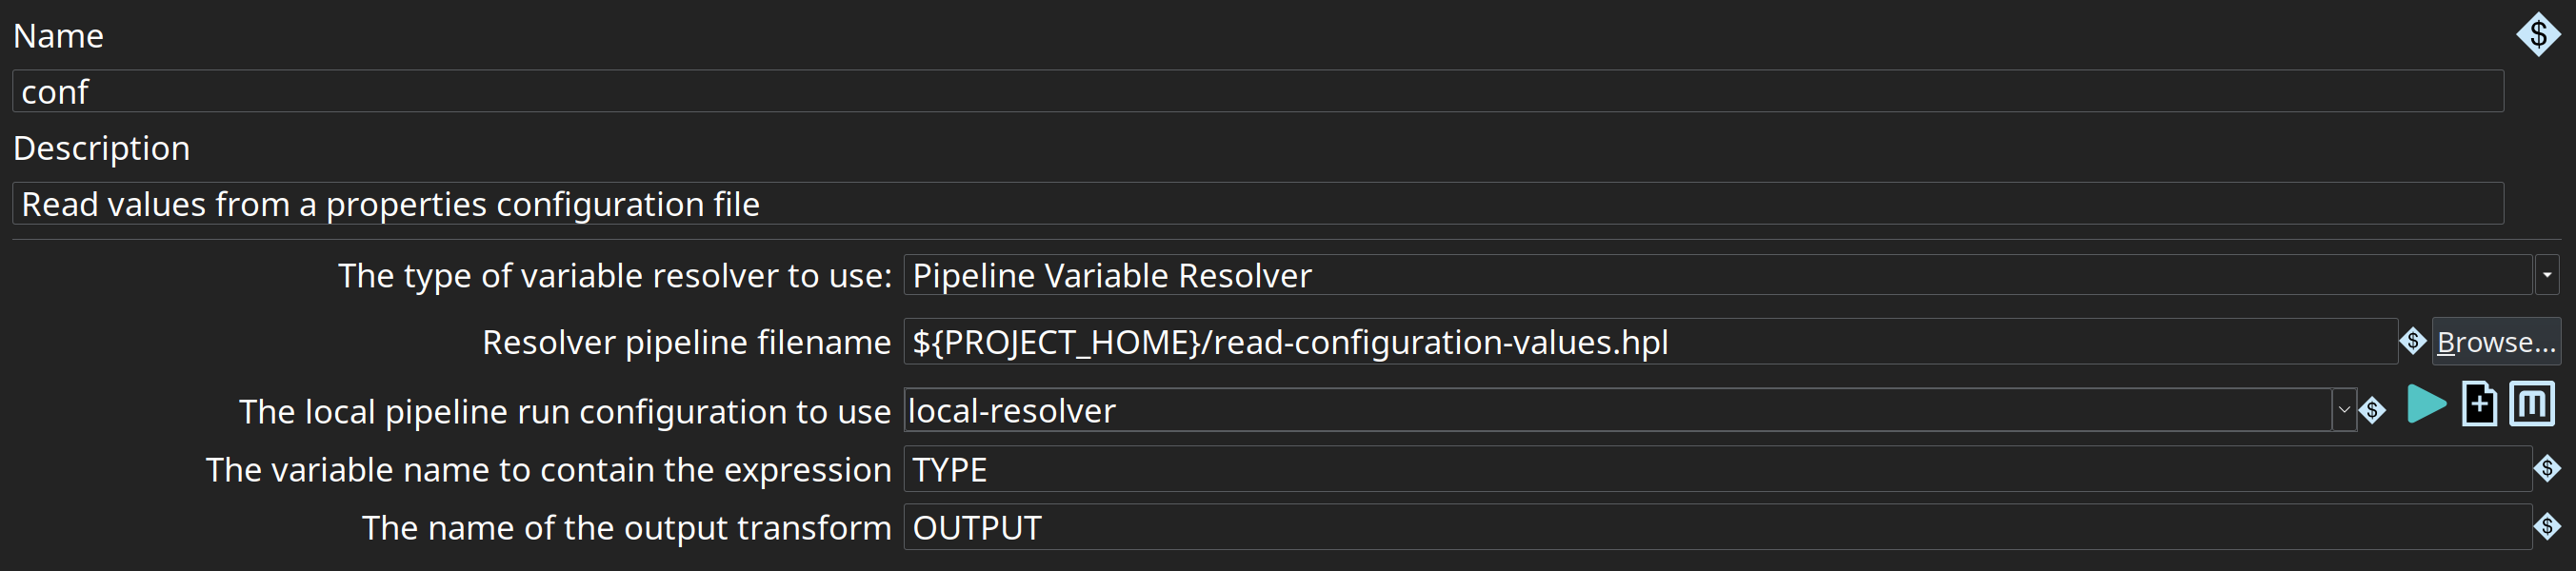 Name
$
conf
Description
Read values from a properties configuration file
The type of variable resolver to use: Pipeline Variable Resolver
Resolver pipeline filename ${PROJECT_HOME}/read-configuration-values.hpl $ Browse...
The local pipeline run configuration to use local-resolver $
The variable name to contain the expression TYPE $
The name of the output transform OUTPUT $